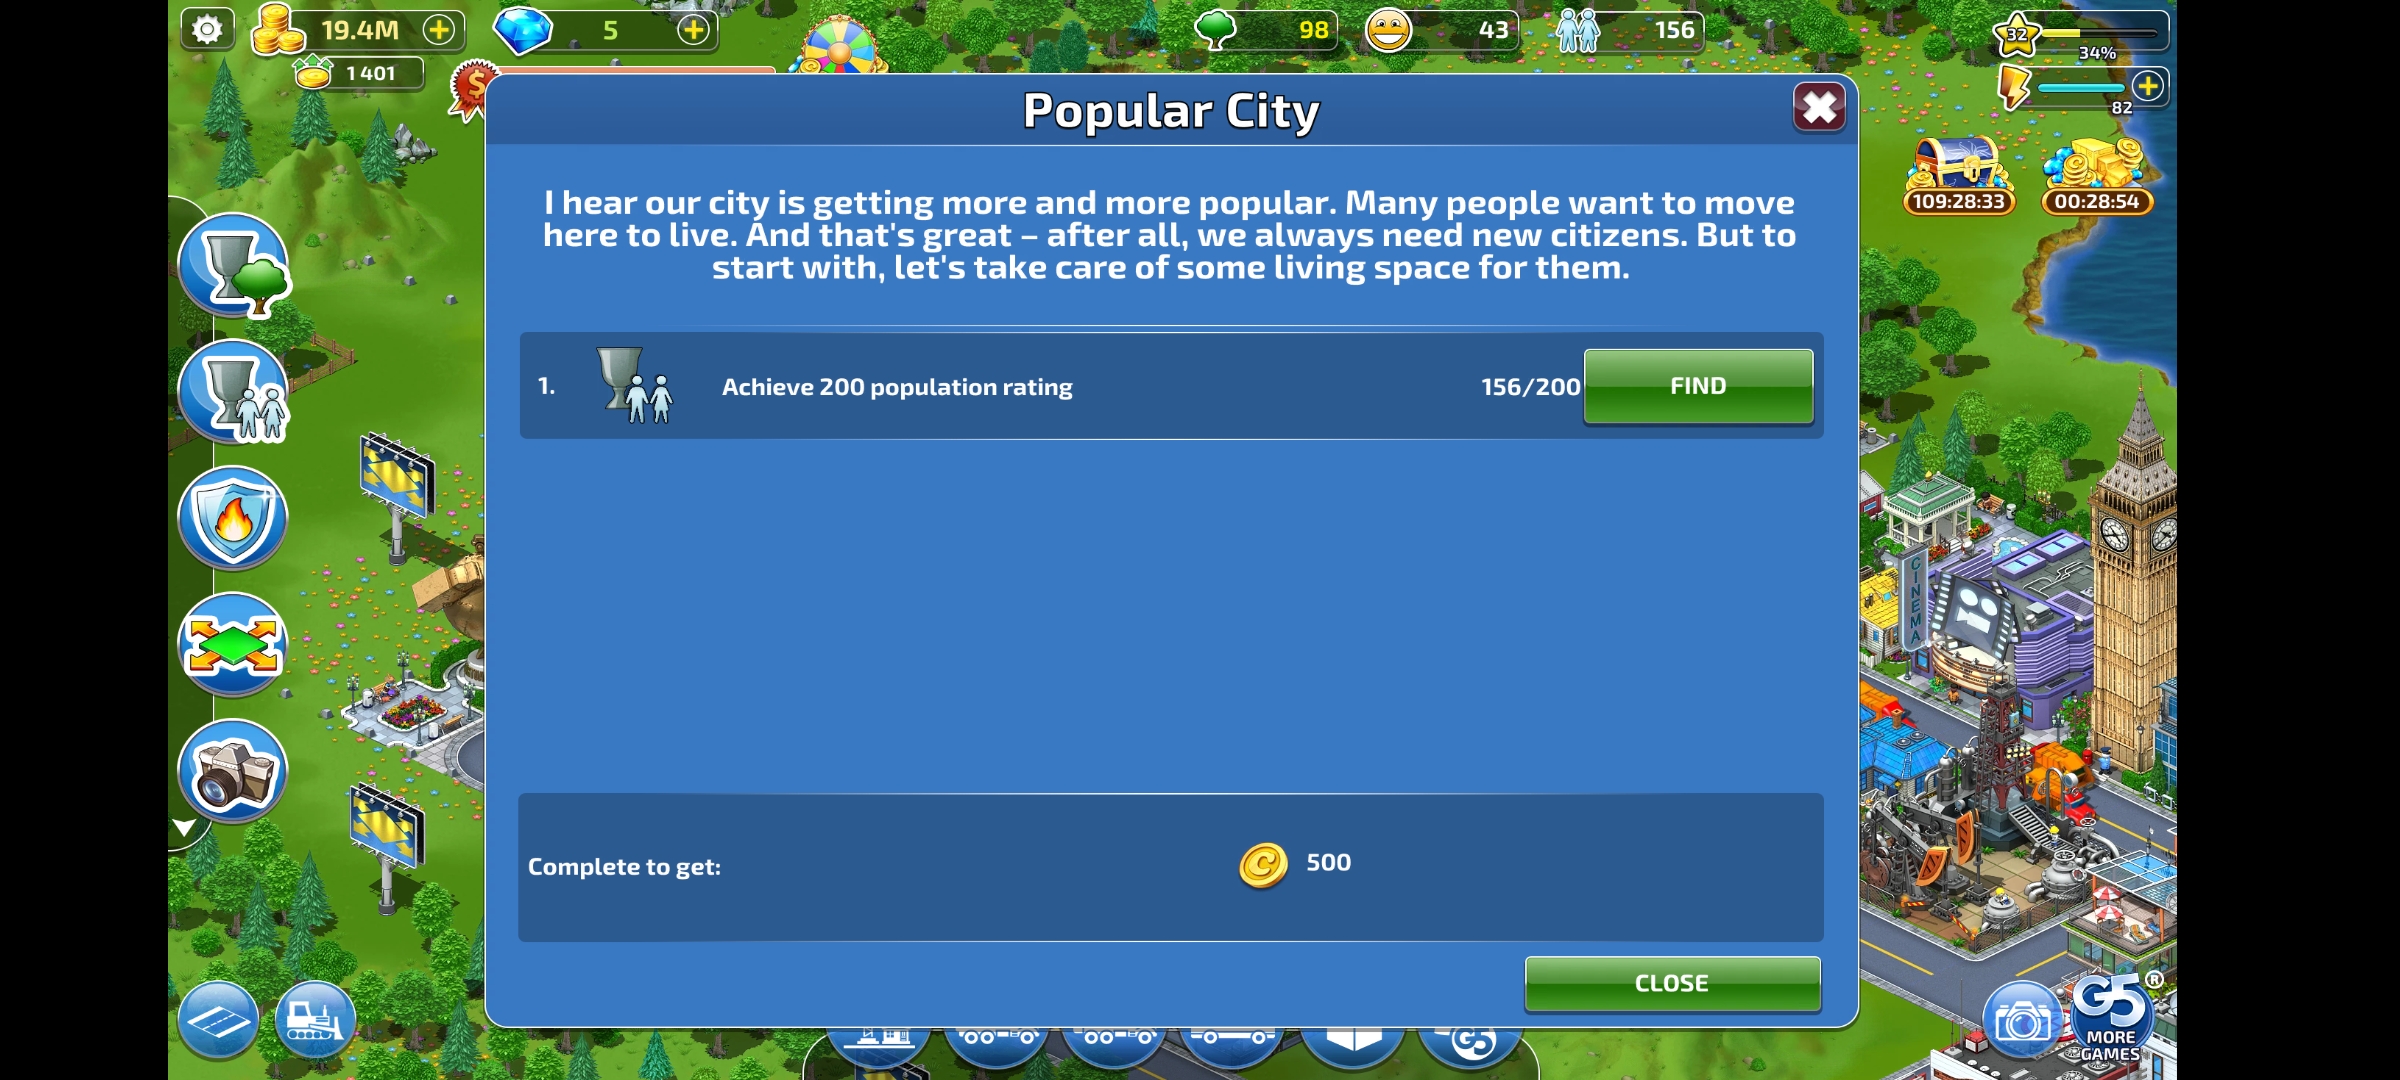 19.4M
5
98
43
156
32
34%
1 401
82
109:28:33
00:28:54
Popular City
I hear our city is getting more and more popular. Many people want to move
here to live. And that's great – after all, we always need new citizens. But to
start with, let's take care of some living space for them.
1.
Achieve 200 population rating
156/200
FIND
CINEMA
Complete to get:
500
CLOSE
G5
G5®
MORE
GAMES